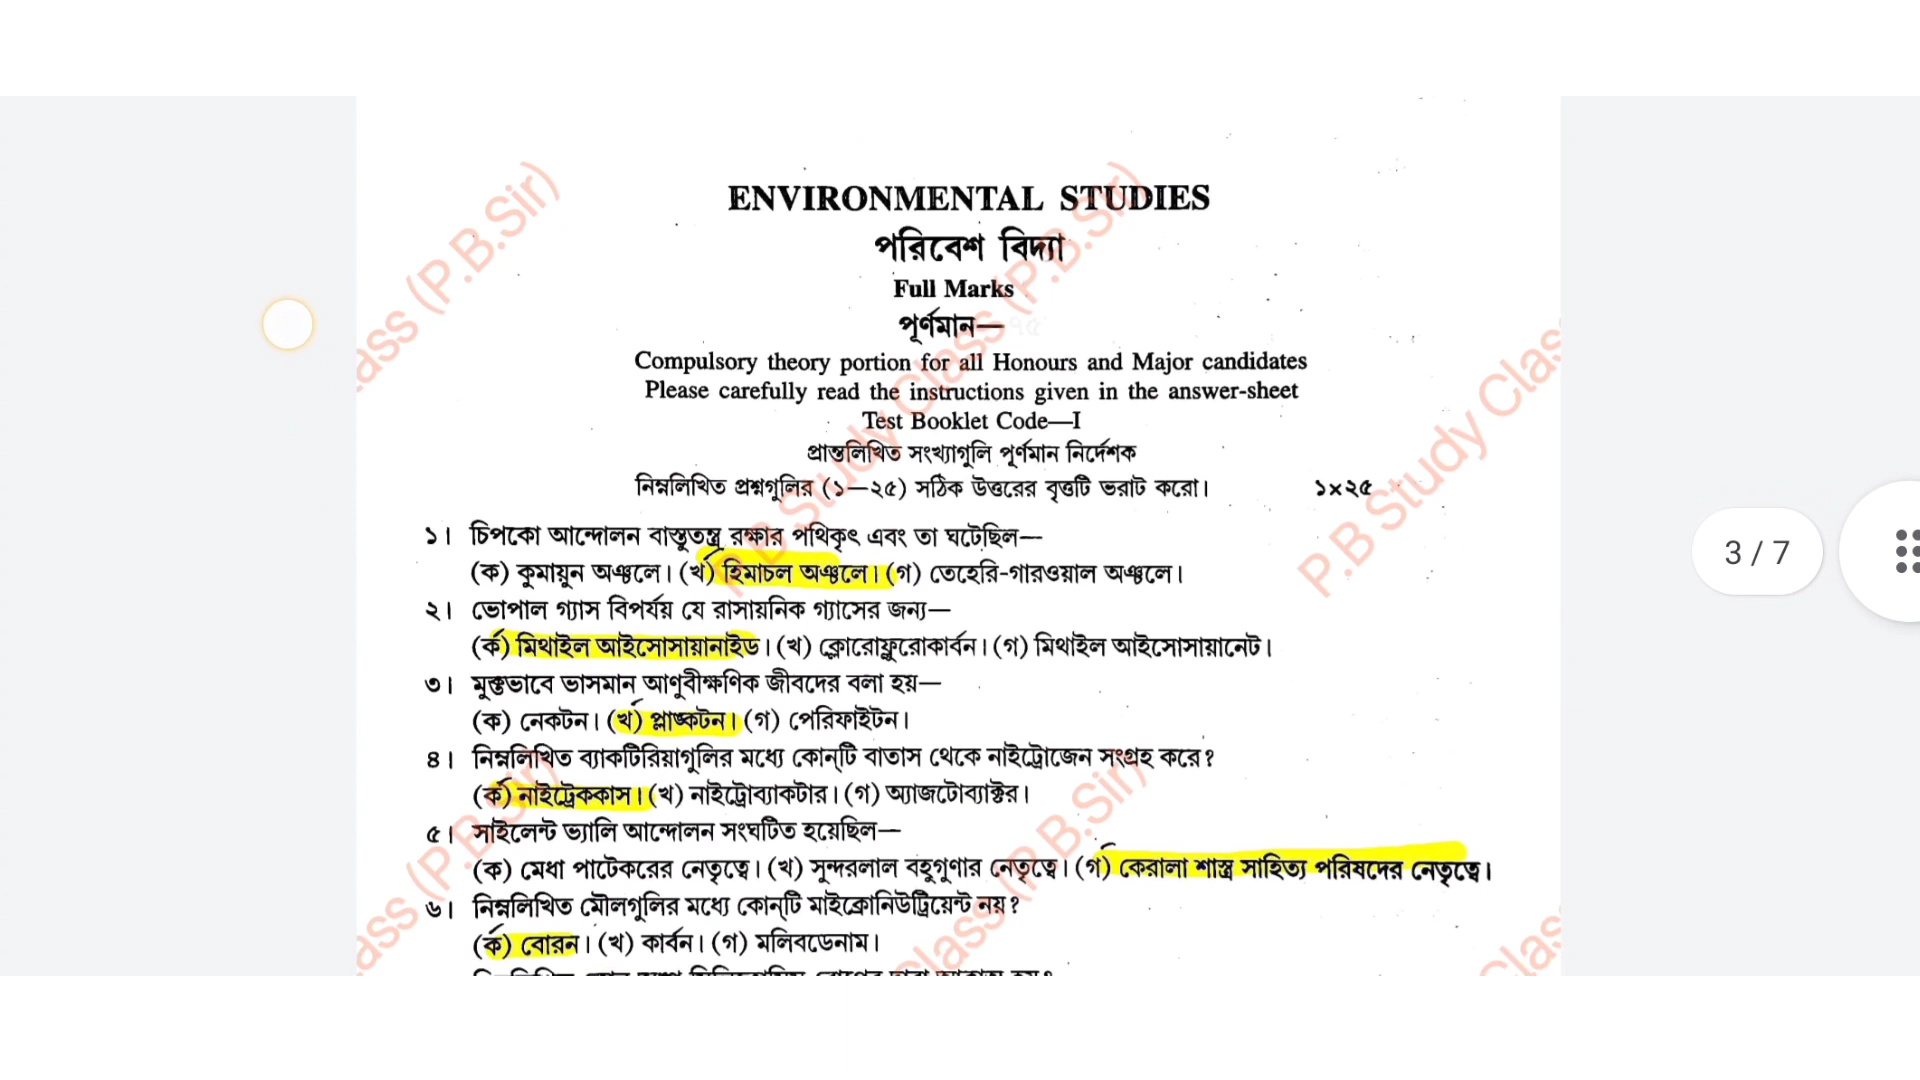 ENVIRONMENTAL STUDIES
পরিবেশ বিদ্যা
Full Marks
পূর্ণমান—৭৫
Compulsory theory portion for all Honours and Major candidates
Please carefully read the instructions given in the answer-sheet
Test Booklet Code—I
প্রান্তলিখিত সংখ্যাগুলি পূর্ণমান নির্দেশক
নিম্নলিখিত প্রশ্নগুলির (১—২৫) সঠিক উত্তরের বৃত্তটি ভরাট করো। ১×২৫
১। চিপকো আন্দোলন বাস্তুতন্ত্র রক্ষার পথিকৃৎ এবং তা ঘটেছিল—
(ক) কুমায়ুন অঞ্চলে। (খ) হিমাচল অঞ্চলে। (গ) তেহেরি-গারওয়াল অঞ্চলে।
২। ভোপাল গ্যাস বিপর্যয় যে রাসায়নিক গ্যাসের জন্য—
(ক) মিথাইল আইসোসায়ানাইড। (খ) ক্লোরোফ্লুরোকার্বন। (গ) মিথাইল আইসোসায়ানেট।
৩। মুক্তভাবে ভাসমান আণুবীক্ষণিক জীবদের বলা হয়—
(ক) নেকটন। (খ) প্লাঙ্কটন। (গ) পেরিফাইটন।
৪। নিম্নলিখিত ব্যাকটিরিয়াগুলির মধ্যে কোন্‌টি বাতাস থেকে নাইট্রোজেন সংগ্রহ করে?
(ক) নাইট্রেককাস। (খ) নাইট্রোব্যাকটার। (গ) অ্যাজটোব্যাক্টর।
৫। সাইলেন্ট ভ্যালি আন্দোলন সংঘটিত হয়েছিল—
(ক) মেধা পাটেকরের নেতৃত্বে। (খ) সুন্দরলাল বহুগুণার নেতৃত্বে। (গ) কেরালা শাস্ত্র সাহিত্য পরিষদের নেতৃত্বে।
৬। নিম্নলিখিত মৌলগুলির মধ্যে কোন্‌টি মাইক্রোনিউট্রিয়েন্ট নয়?
(ক) বোরন। (খ) কার্বন। (গ) মলিবডেনাম।
3 / 7
P.B Study Class (P.B.Sir)